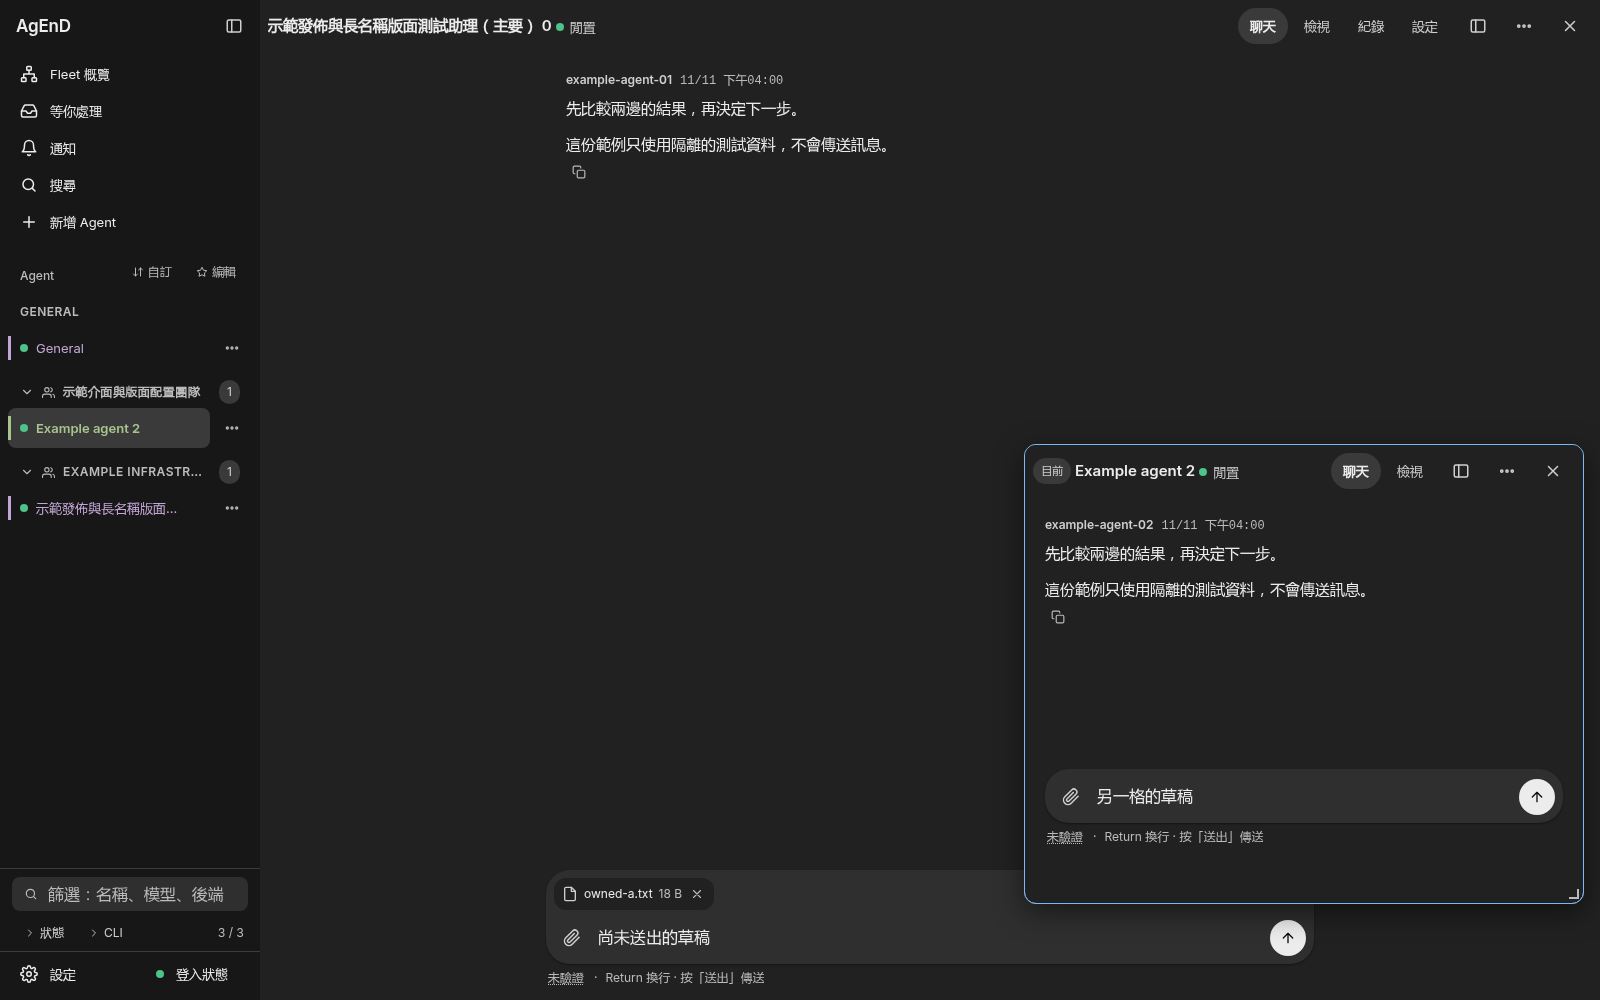 AgEnD
Fleet 概覽
等你處理
通知
搜尋
新增 Agent
Agent
自訂
編輯
GENERAL
General
示範介面與版面配置團隊
1
Example agent 2
EXAMPLE INFRASTR...
1
示範發佈與長名稱版面...
篩選：名稱、模型、後端
狀態
CLI
3 / 3
設定
登入狀態
示範發佈與長名稱版面測試助理（主要）0
閒置
聊天
檢視
紀錄
設定
example-agent-01 11/11 下午04:00
先比較兩邊的結果，再決定下一步。
這份範例只使用隔離的測試資料，不會傳送訊息。
owned-a.txt 18 B
尚未送出的草稿
未驗證 · Return 換行 · 按「送出」傳送
目前
Example agent 2
閒置
聊天
檢視
example-agent-02 11/11 下午04:00
先比較兩邊的結果，再決定下一步。
這份範例只使用隔離的測試資料，不會傳送訊息。
另一格的草稿
未驗證 · Return 換行 · 按「送出」傳送